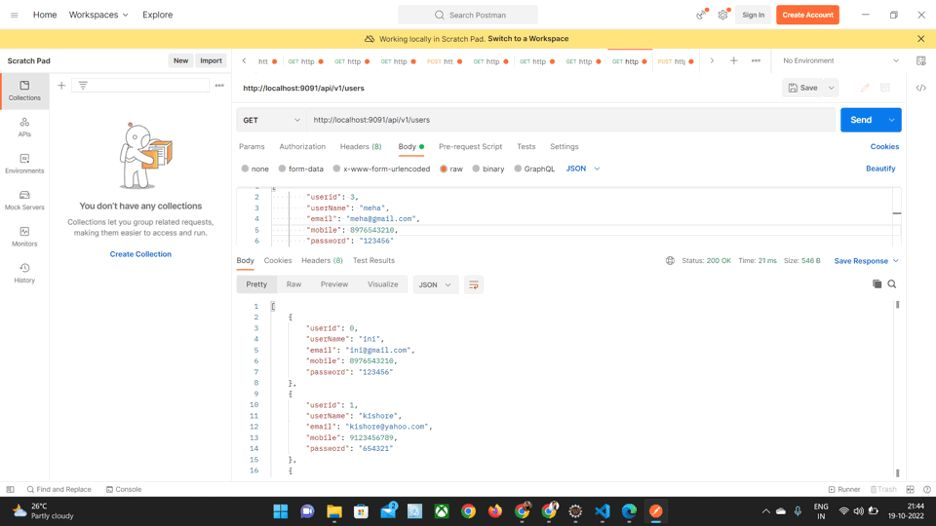 Home Workspaces Explore Search Postman Sign In Create Account
Working locally in Scratch Pad. Switch to a Workspace
Scratch Pad New Import htt GET http GET http GET http POST htt GET http GET http GET http GET http POST http No Environment
http://localhost:9091/api/v1/users Save
Collections
GET http://localhost:9091/api/v1/users Send
APIs
Params Authorization Headers (8) Body Pre-request Script Tests Settings Cookies
Environments
none form-data x-www-form-urlencoded raw binary GraphQL JSON Beautify
Mock Servers
2 "userid": 3,
3 "userName": "meha",
4 "email": "meha@gmail.com",
5 "mobile": 8976543210,
6 "password": "123456"
You don't have any collections
Collections let you group related requests,
making them easier to access and run.
Create Collection
Monitors
History
Body Cookies Headers (8) Test Results Status: 200 OK Time: 21 ms Size: 546 B Save Response
Pretty Raw Preview Visualize JSON
1 [
2 {
3 "userid": 0,
4 "userName": "ini",
5 "email": "ini@gmail.com",
6 "mobile": 8976543210,
7 "password": "123456"
8 },
9 {
10 "userid": 1,
11 "userName": "kishore",
12 "email": "kishore@yahoo.com",
13 "mobile": 9123456789,
14 "password": "654321"
15 },
16 {
Find and Replace Console Runner Trash
26°C
Partly cloudy
ENG
IN
21:44
19-10-2022